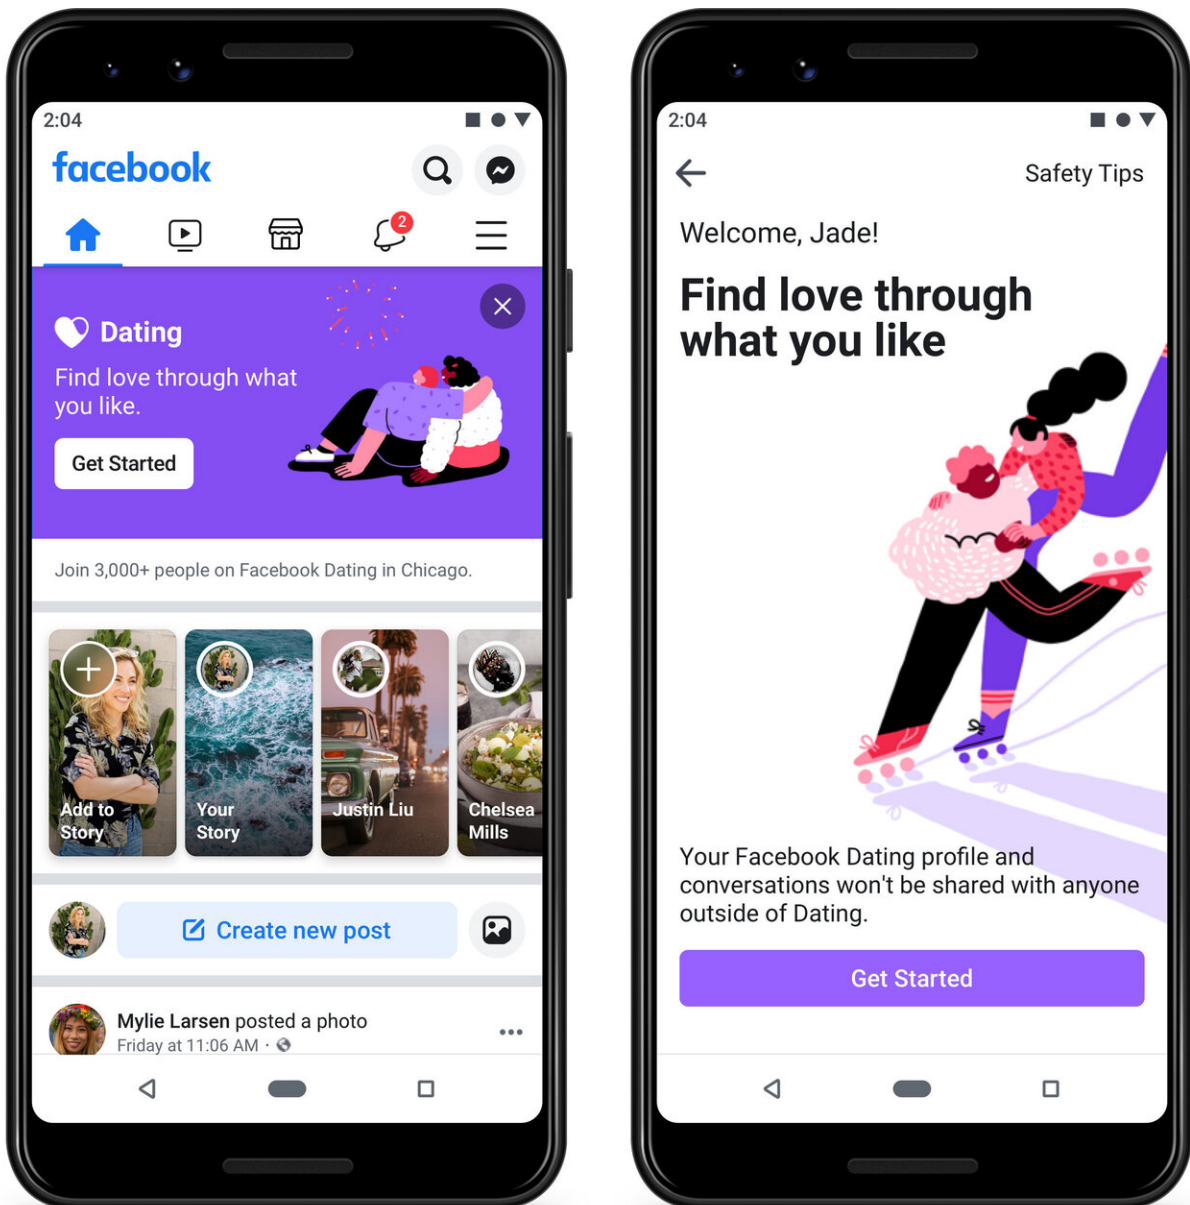 2:04
facebook
2
Dating
Find love through what
you like.
Get Started
Join 3,000+ people on Facebook Dating in Chicago.
Add to
Story
Your
Story
Justin Liu
Chelsea
Mills
Create new post
Mylie Larsen posted a photo
Friday at 11:06 AM ·
2:04
Safety Tips
Welcome, Jade!
Find love through
what you like
Your Facebook Dating profile and
conversations won't be shared with anyone
outside of Dating.
Get Started